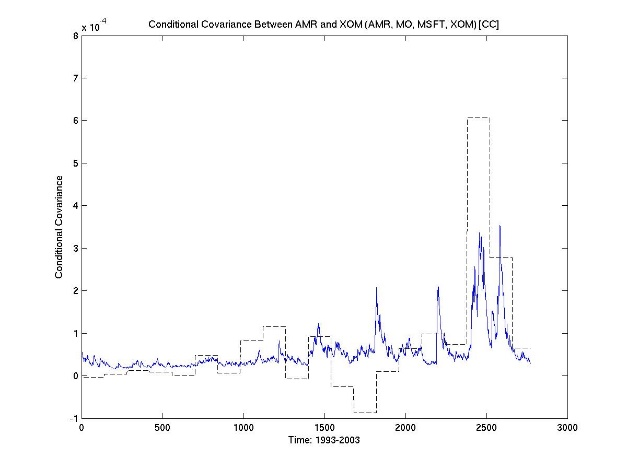 Conditional Covariance Between AMR and XOM (AMR, MO, MSFT, XOM) [CC]
x 10^-4
8
7
6
5
4
3
2
1
0
-1
Conditional Covariance
0 500 1000 1500 2000 2500 3000
Time: 1993-2003